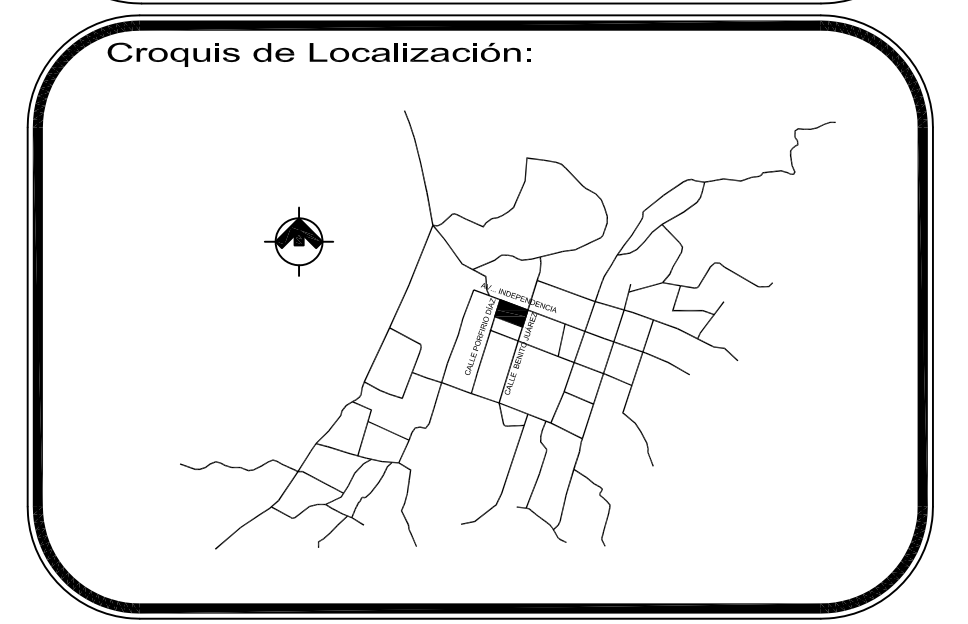 Croquis de Localización:
AV... INDEPENDENCIA
CALLE PORFIRIO DÍAZ
CALLE BENITO JUÁREZ